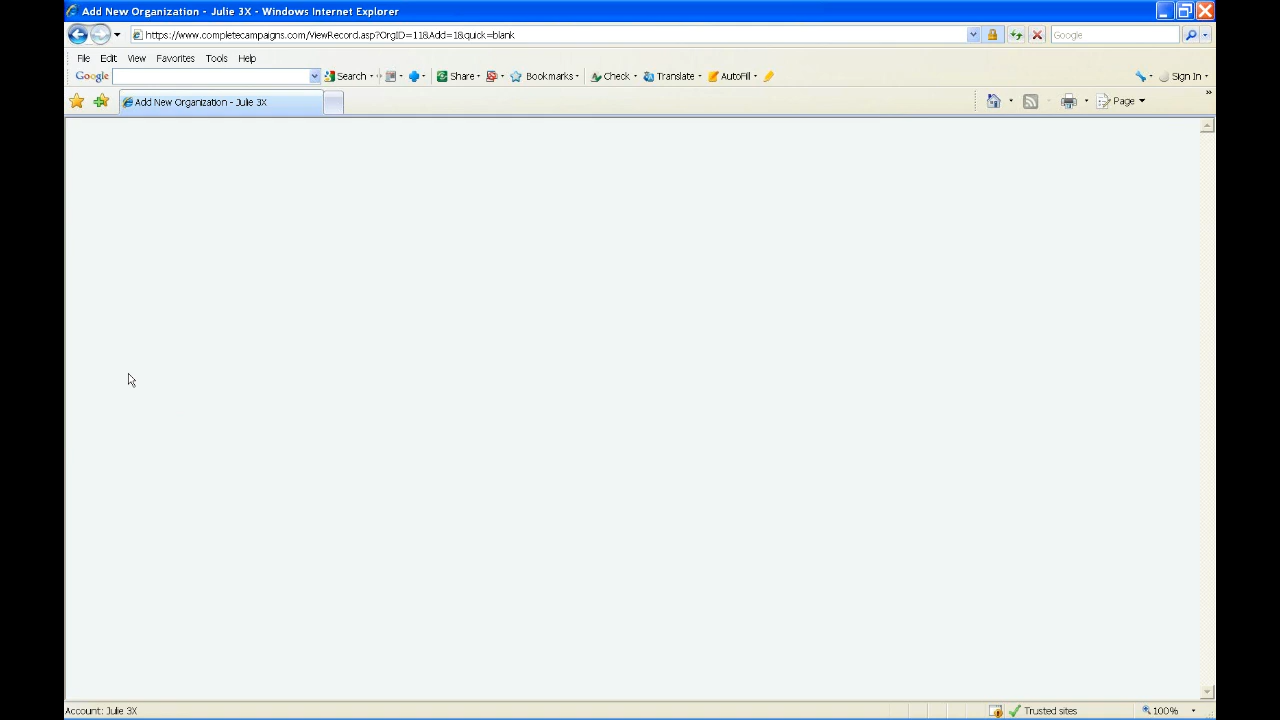 Add New Organization - Julie 3X - Windows Internet Explorer
https://www.completecampaigns.com/ViewRecord.asp?OrgID=11&Add=1&quick=blank
Google
File Edit View Favorites Tools Help
Google Search Share Bookmarks Check Translate AutoFill Sign In
Add New Organization - Julie 3X
Page
Account: Julie 3X
Trusted sites
100%